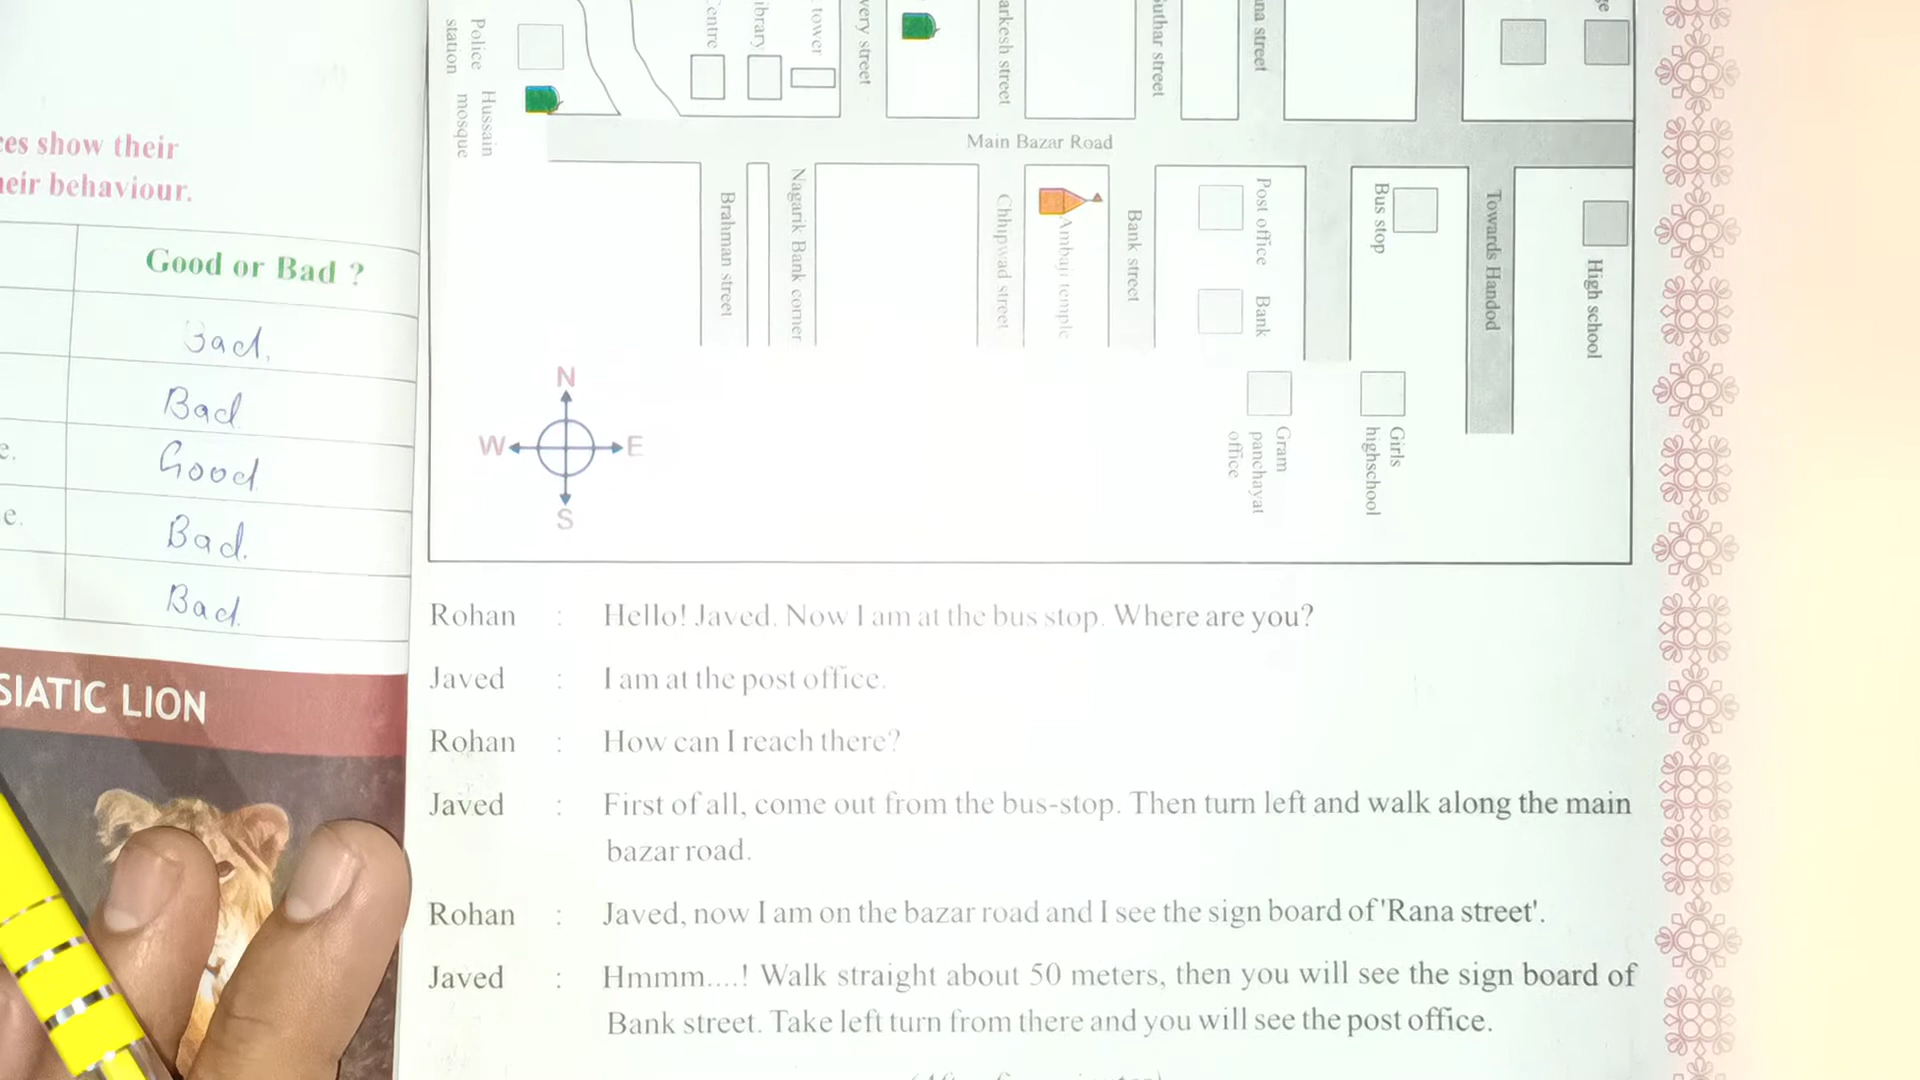 ces show their
heir behaviour.
Good or Bad ?
Bad.
Bad
e.
Good
e.
Bad.
Bad.
SIATIC LION
Police
station
Hussain
mosque
entre
ibrary
tower
very street
arkesh street
uthar street
na street
ge
Main Bazar Road
Brahman street
Nagarik Bank corner
Chhipvad street
Ambaji temple
Bank street
Post office
Bank
Bus stop
Towards Handod
High school
Gram
panchayat
office
Girls
highschool
N
W
E
S
Rohan : Hello! Javed. Now I am at the bus stop. Where are you?
Javed : I am at the post office.
Rohan : How can I reach there?
Javed : First of all, come out from the bus-stop. Then turn left and walk along the main
bazar road.
Rohan : Javed, now I am on the bazar road and I see the sign board of 'Rana street'.
Javed : Hmmm....! Walk straight about 50 meters, then you will see the sign board of
Bank street. Take left turn from there and you will see the post office.